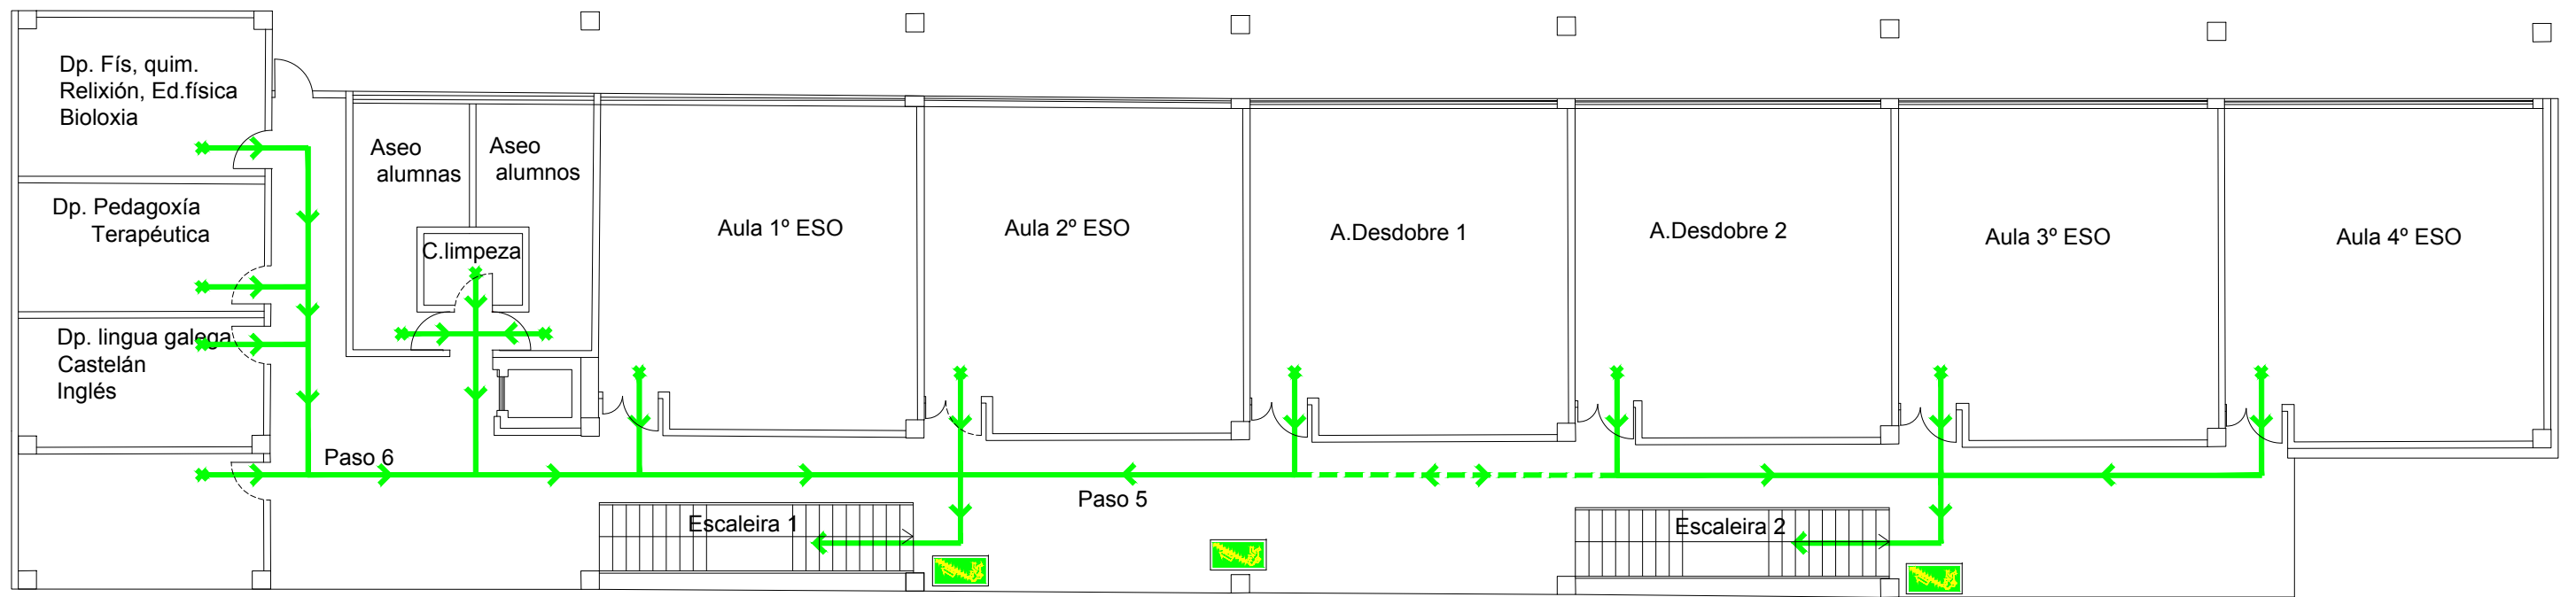 Dp. Fís, quim.
Relixión, Ed.física
Bioloxia
Dp. Pedagoxía
Terapéutica
Dp. lingua galega
Castelán
Inglés
Aseo
alumnas
Aseo
alumnos
C.limpeza
Aula 1º ESO
Aula 2º ESO
A.Desdobre 1
A.Desdobre 2
Aula 3º ESO
Aula 4º ESO
Paso 6
Paso 5
Escaleira 1
Escaleira 2